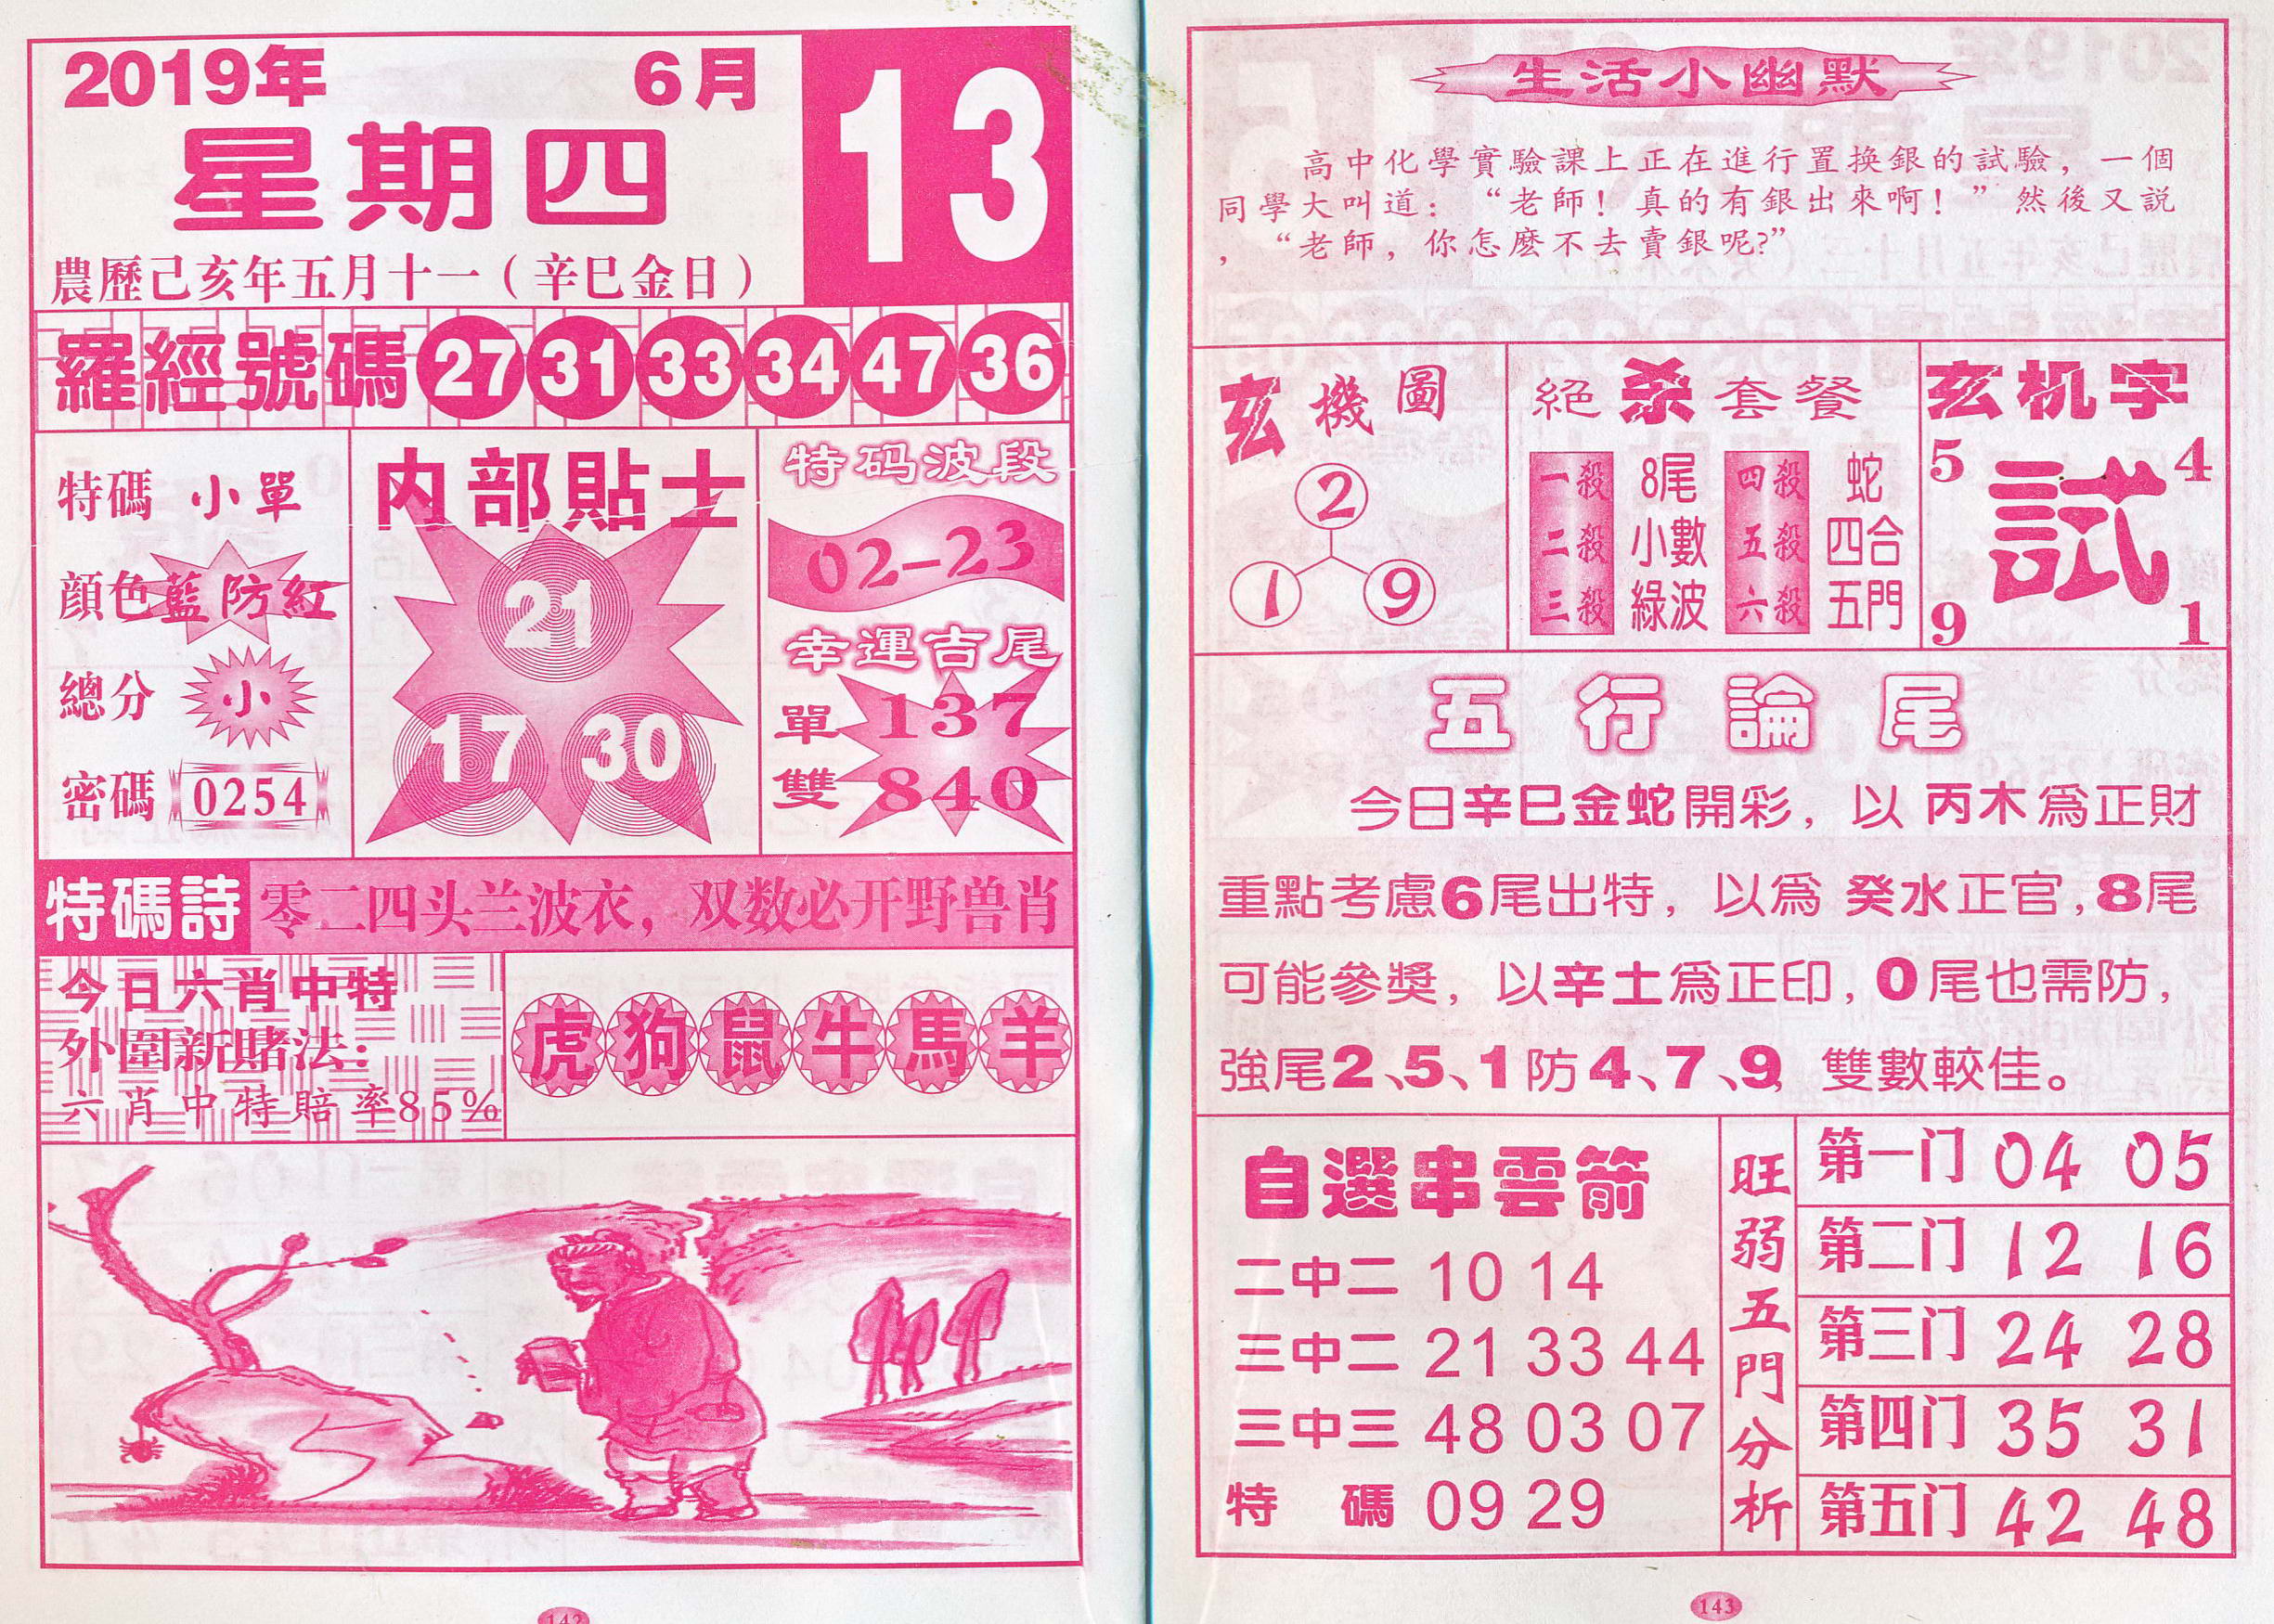 2019年 6月 13
星期四
農歷己亥年五月十一（辛巳金日）
羅經號碼 27 31 33 34 47 36
特碼 小單
顔色 藍防紅
總分 小
密碼 0254
内部貼士
21
17 30
特码波段
02-23
幸運吉尾
單 137
雙 840
特碼詩 零二四头兰波衣，双数必开野兽肖
今日六肖中特
外圍新賭法：
六肖中特賠率85%
虎 狗 鼠 牛 馬 羊
142
生活小幽默
高中化學實驗課上正在進行置换銀的試驗，一個
同學大叫道：“老師！真的有銀出來啊！”然後又説
，“老師，你怎麽不去賣銀呢?”
玄機圖
2
1 9
絕杀套餐
一殺 8尾 四殺 蛇
二殺 小數 五殺 四合
三殺 綠波 六殺 五門
玄机字
5 4
試
9 1
五行論尾
今日辛巳金蛇開彩，以丙木爲正財
重點考慮6尾出特，以爲癸水正官，8尾
可能參獎，以辛土爲正印，0尾也需防，
強尾2、5、1防4、7、9，雙數較佳。
自選串雲箭
二中二 10 14
三中二 21 33 44
三中三 48 03 07
特碼 09 29
旺弱五門分析
第一门 04 05
第二门 12 16
第三门 24 28
第四门 35 31
第五门 42 48
143